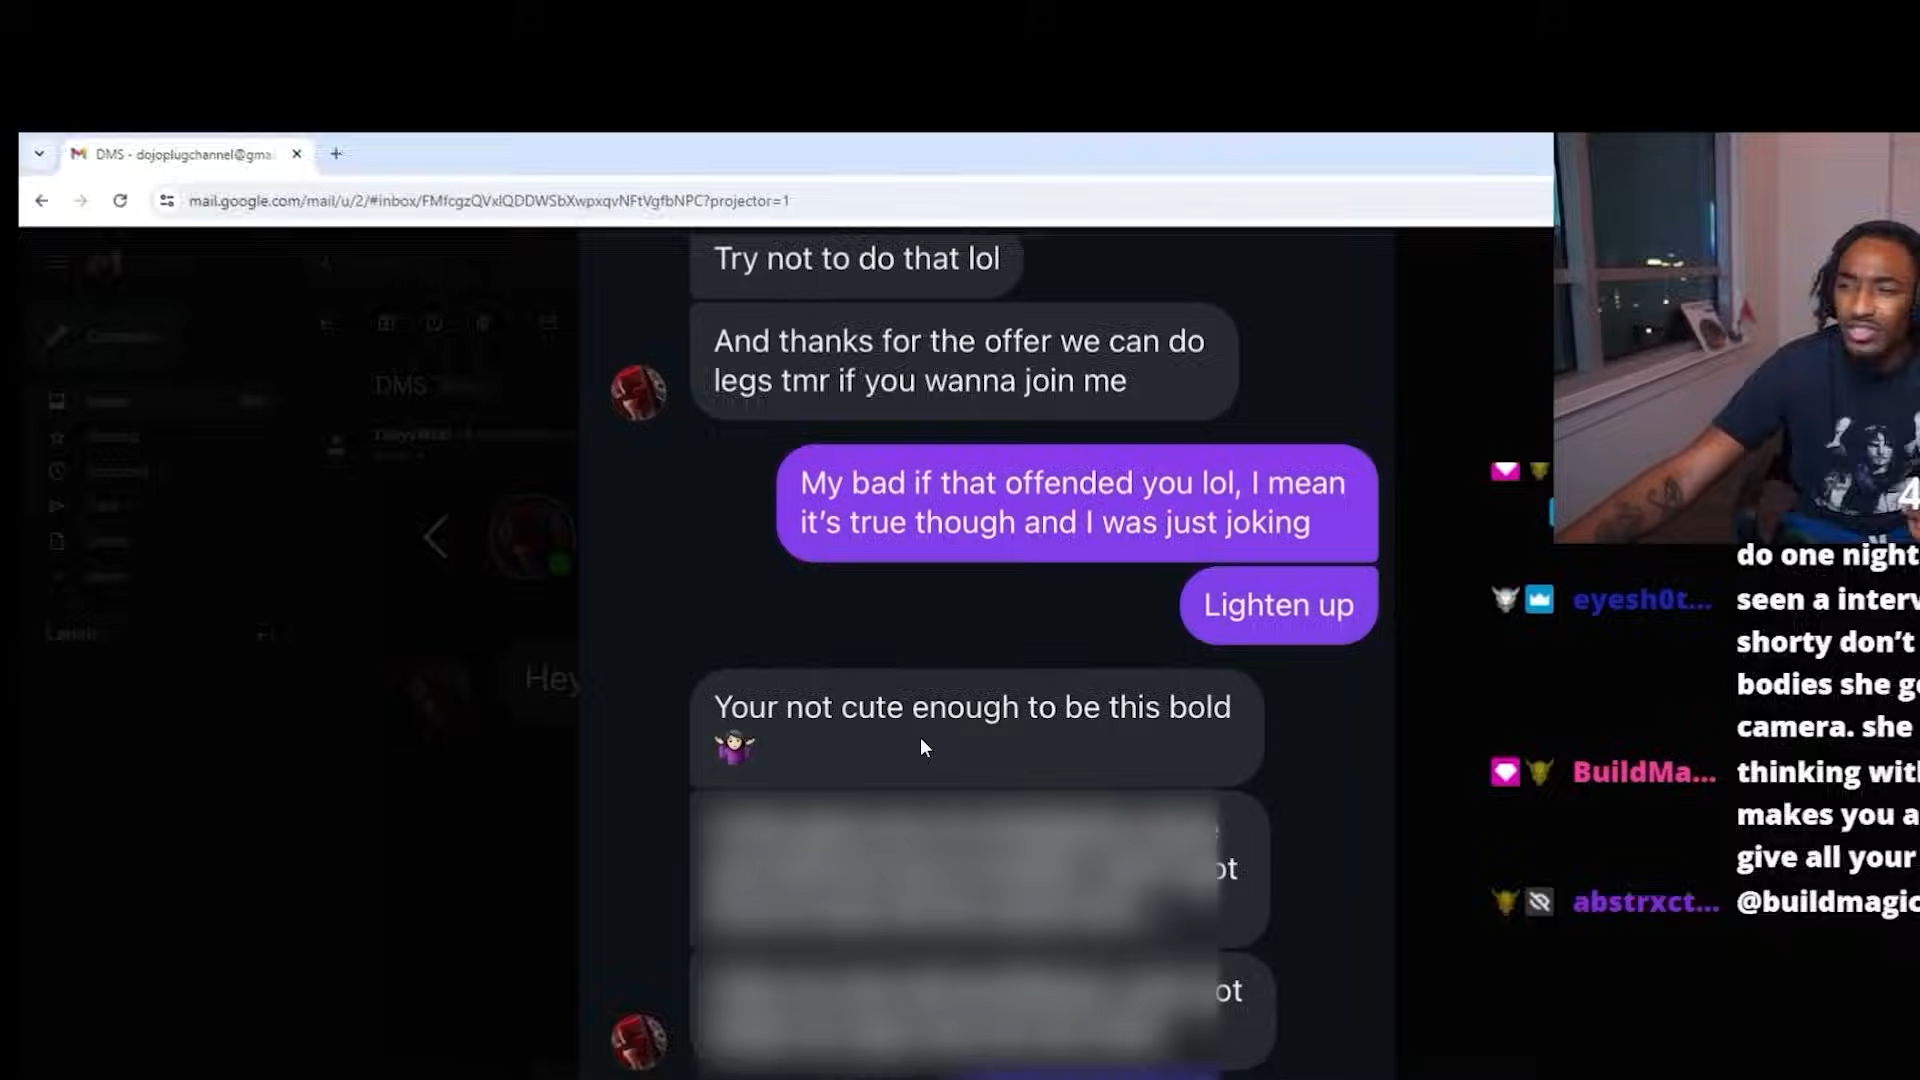 DMS - dojoplugchannel@gma
mail.google.com/mail/u/2/#inbox/FMfcgzQVxlQDDWSbXwpxqvNFtVgfbNPC?projector=1
Try not to do that lol
And thanks for the offer we can do
legs tmr if you wanna join me
DMS
My bad if that offended you lol, I mean
it's true though and I was just joking
Lighten up
Hey
Your not cute enough to be this bold
🤷🏻‍♀️
ot
ot
4
do one night
eyesh0t... seen a interv
shorty don't
bodies she g
camera. she
BuildMa... thinking wit
makes you a
give all your
abstrxct... @buildmagic